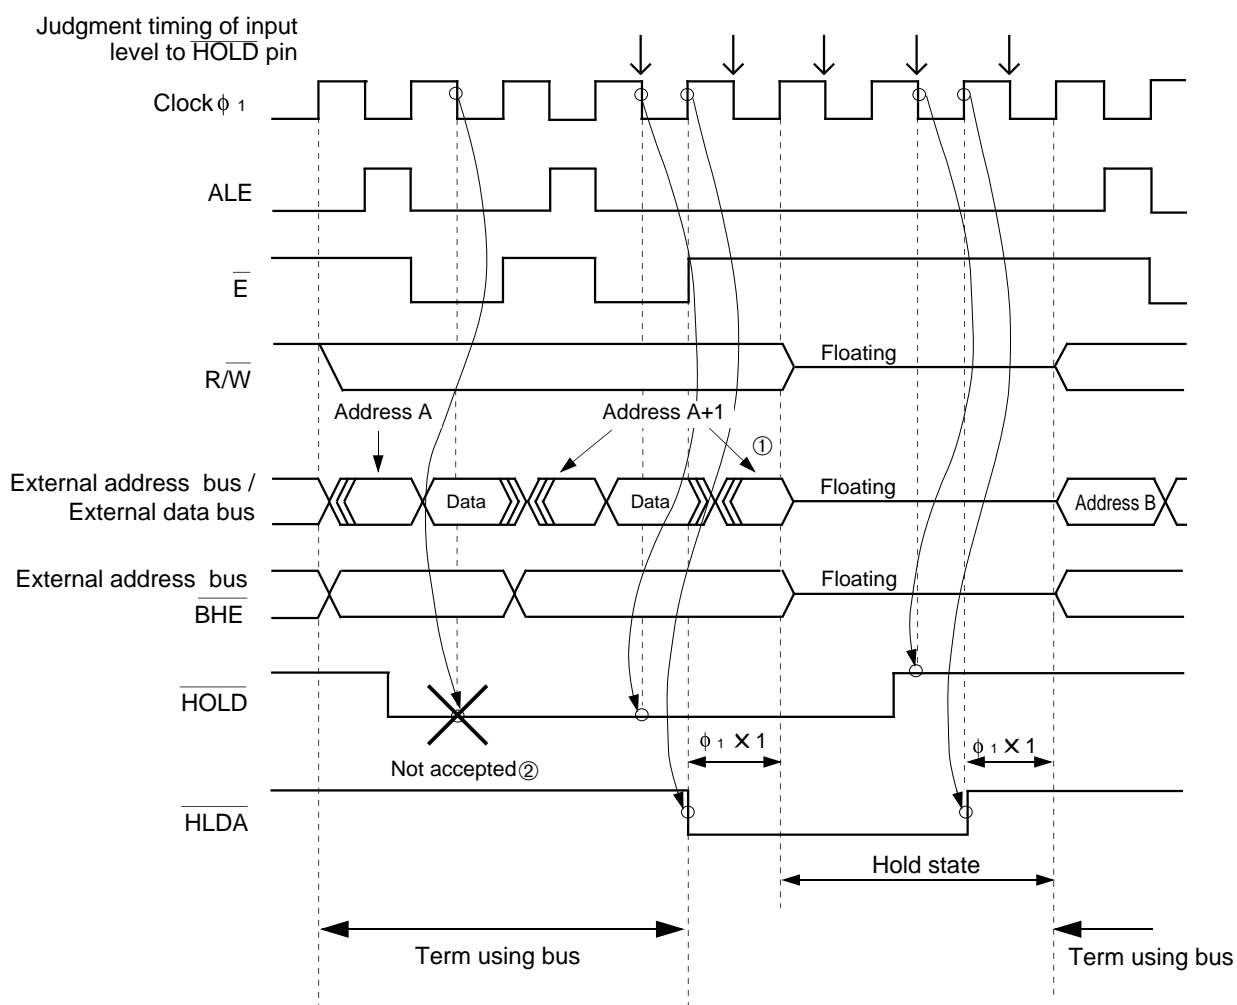 Judgment timing of input
level to HOLD pin
Clock ϕ 1
ALE
E
R/W
Floating
Address A
Address A+1
①
External address bus /
External data bus
Data
Data
Floating
Address B
External address bus
BHE
Floating
HOLD
Not accepted②
ϕ 1 × 1
ϕ 1 × 1
HLDA
Hold state
Term using bus
Term using bus